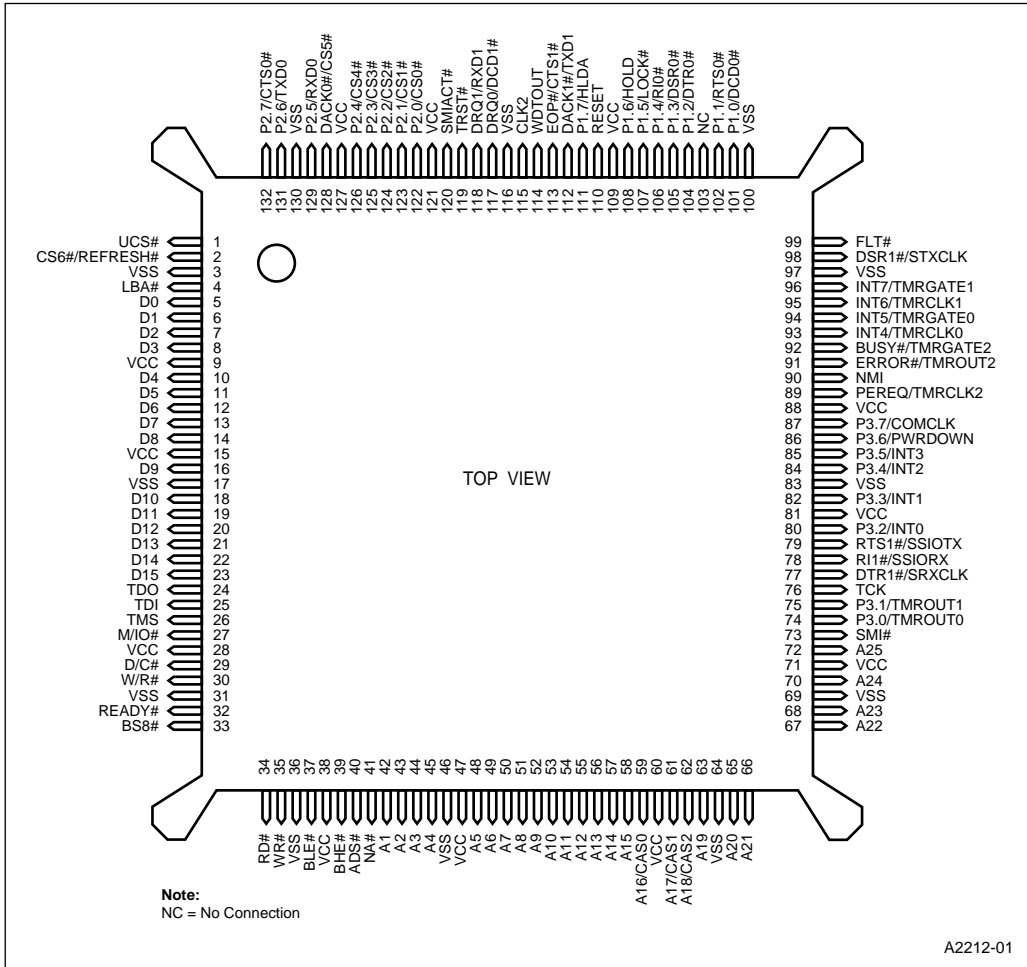 P2.7/CTS0#
P2.6/TXD0
VSS
P2.5/RXD0
DACK0#/CS5#
VCC
P2.4/CS4#
P2.3/CS3#
P2.2/CS2#
P2.1/CS1#
P2.0/CS0#
VCC
SMIACT#
TRST#
DRQ1/RXD1
DRQ0/DCD1#
VSS
CLK2
WDTOUT
EOP#/CTS1#
DACK1#/TXD1
P1.7/HLDA
RESET
VCC
P1.6/HOLD
P1.5/LOCK#
P1.4/RI0#
P1.3/DSR0#
P1.2/DTR0#
NC
P1.1/RTS0#
P1.0/DCD0#
VSS
132
131
130
129
128
127
126
125
124
123
122
121
120
119
118
117
116
115
114
113
112
111
110
109
108
107
106
105
104
103
102
101
100
UCS# 1
CS6#/REFRESH# 2
VSS 3
LBA# 4
D0 5
D1 6
D2 7
D3 8
VCC 9
D4 10
D5 11
D6 12
D7 13
D8 14
VCC 15
D9 16
VSS 17
D10 18
D11 19
D12 20
D13 21
D14 22
D15 23
TDO 24
TDI 25
TMS 26
M/IO# 27
VCC 28
D/C# 29
W/R# 30
VSS 31
READY# 32
BS8# 33
TOP VIEW
99 FLT#
98 DSR1#/STXCLK
97 VSS
96 INT7/TMRGATE1
95 INT6/TMRCLK1
94 INT5/TMRGATE0
93 INT4/TMRCLK0
92 BUSY#/TMRGATE2
91 ERROR#/TMROUT2
90 NMI
89 PEREQ/TMRCLK2
88 VCC
87 P3.7/COMCLK
86 P3.6/PWRDOWN
85 P3.5/INT3
84 P3.4/INT2
83 VSS
82 P3.3/INT1
81 VCC
80 P3.2/INT0
79 RTS1#/SSIOTX
78 RI1#/SSIORX
77 DTR1#/SRXCLK
76 TCK
75 P3.1/TMROUT1
74 P3.0/TMROUT0
73 SMI#
72 A25
71 VCC
70 A24
69 VSS
68 A23
67 A22
34
35
36
37
38
39
40
41
42
43
44
45
46
47
48
49
50
51
52
53
54
55
56
57
58
59
60
61
62
63
64
65
66
RD#
WR#
VSS
BLE#
VCC
BHE#
ADS#
NA#
A1
A2
A3
A4
VSS
VCC
A5
A6
A7
A8
A9
A10
A11
A12
A13
A14
A15
A16/CAS0
VCC
A17/CAS1
A18/CAS2
A19
VSS
A20
A21
Note:
NC = No Connection
A2212-01